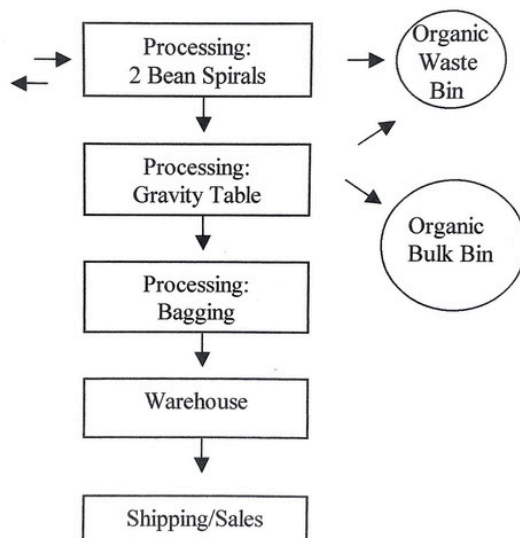 Processing:
2 Bean Spirals
Organic
Waste
Bin
Processing:
Gravity Table
Organic
Bulk Bin
Processing:
Bagging
Warehouse
Shipping/Sales